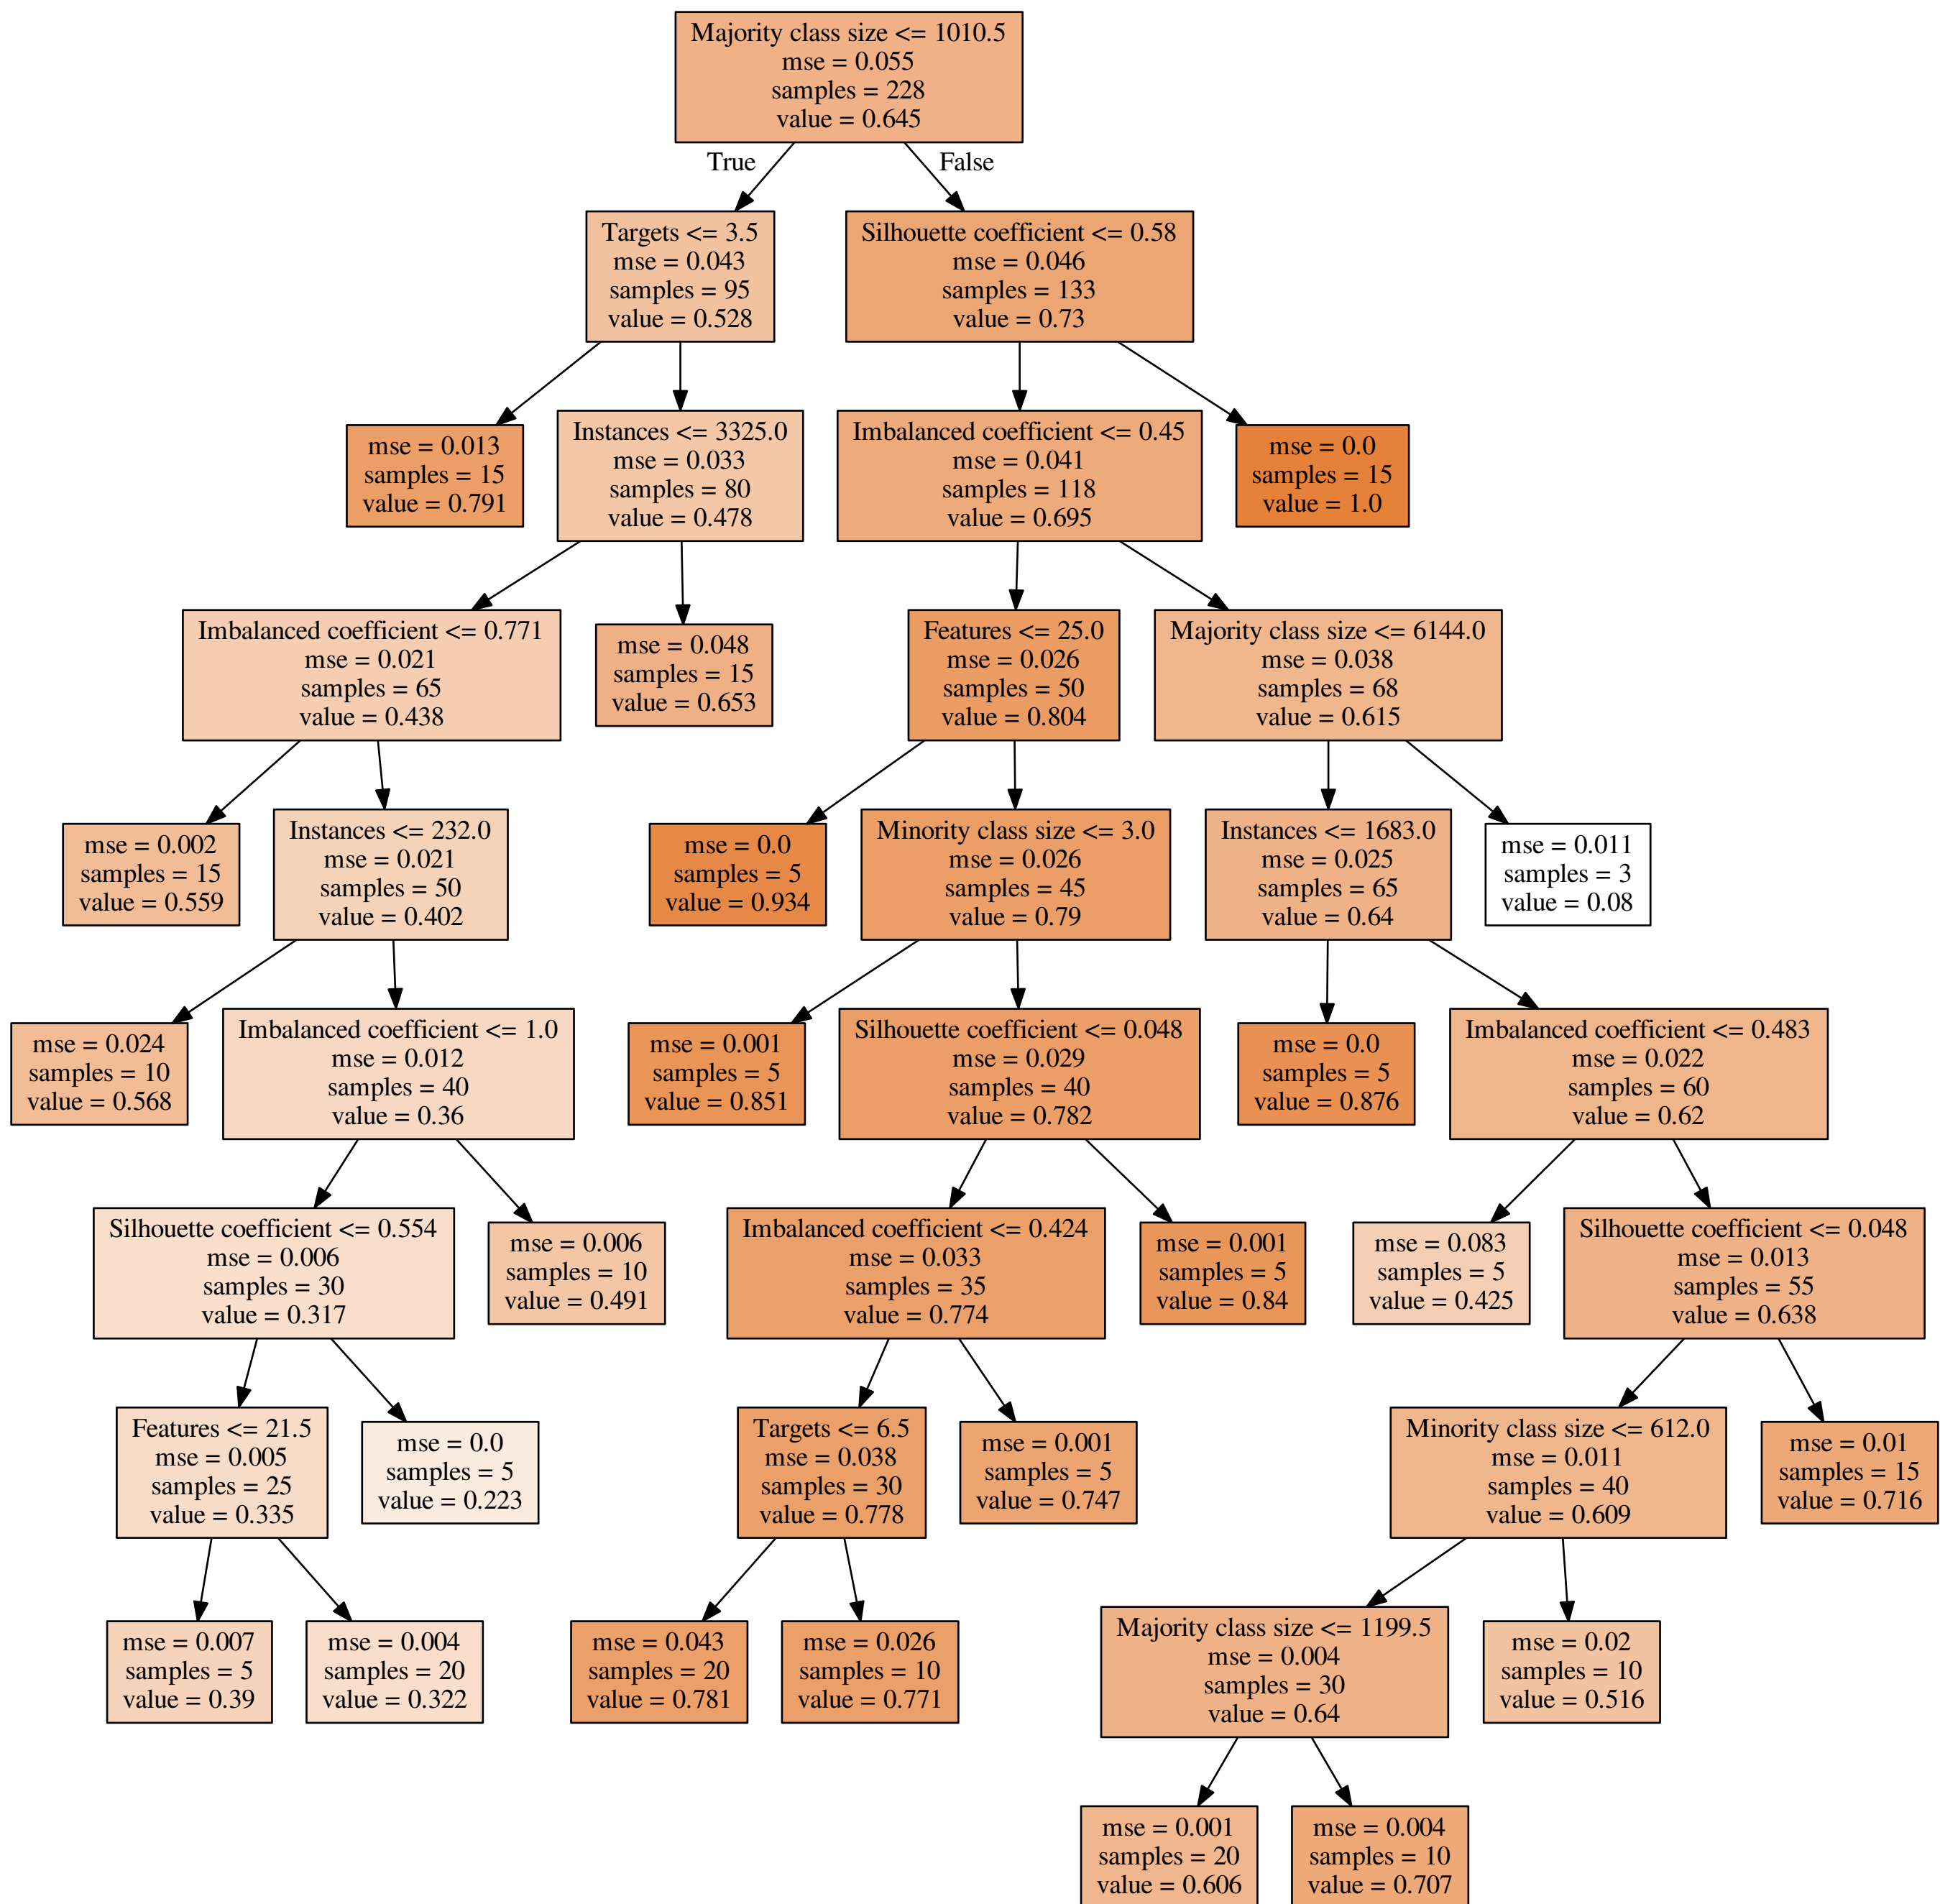 Majority class size <= 1010.5
mse = 0.055
samples = 228
value = 0.645
True
False
Targets <= 3.5
mse = 0.043
samples = 95
value = 0.528
Silhouette coefficient <= 0.58
mse = 0.046
samples = 133
value = 0.73
mse = 0.013
samples = 15
value = 0.791
Instances <= 3325.0
mse = 0.033
samples = 80
value = 0.478
Imbalanced coefficient <= 0.45
mse = 0.041
samples = 118
value = 0.695
mse = 0.0
samples = 15
value = 1.0
Imbalanced coefficient <= 0.771
mse = 0.021
samples = 65
value = 0.438
mse = 0.048
samples = 15
value = 0.653
Features <= 25.0
mse = 0.026
samples = 50
value = 0.804
Majority class size <= 6144.0
mse = 0.038
samples = 68
value = 0.615
mse = 0.002
samples = 15
value = 0.559
Instances <= 232.0
mse = 0.021
samples = 50
value = 0.402
mse = 0.0
samples = 5
value = 0.934
Minority class size <= 3.0
mse = 0.026
samples = 45
value = 0.79
Instances <= 1683.0
mse = 0.025
samples = 65
value = 0.64
mse = 0.011
samples = 3
value = 0.08
mse = 0.024
samples = 10
value = 0.568
Imbalanced coefficient <= 1.0
mse = 0.012
samples = 40
value = 0.36
mse = 0.001
samples = 5
value = 0.851
Silhouette coefficient <= 0.048
mse = 0.029
samples = 40
value = 0.782
mse = 0.0
samples = 5
value = 0.876
Imbalanced coefficient <= 0.483
mse = 0.022
samples = 60
value = 0.62
Silhouette coefficient <= 0.554
mse = 0.006
samples = 30
value = 0.317
mse = 0.006
samples = 10
value = 0.491
Imbalanced coefficient <= 0.424
mse = 0.033
samples = 35
value = 0.774
mse = 0.001
samples = 5
value = 0.84
mse = 0.083
samples = 5
value = 0.425
Silhouette coefficient <= 0.048
mse = 0.013
samples = 55
value = 0.638
Features <= 21.5
mse = 0.005
samples = 25
value = 0.335
mse = 0.0
samples = 5
value = 0.223
Targets <= 6.5
mse = 0.038
samples = 30
value = 0.778
mse = 0.001
samples = 5
value = 0.747
Minority class size <= 612.0
mse = 0.011
samples = 40
value = 0.609
mse = 0.01
samples = 15
value = 0.716
mse = 0.007
samples = 5
value = 0.39
mse = 0.004
samples = 20
value = 0.322
mse = 0.043
samples = 20
value = 0.781
mse = 0.026
samples = 10
value = 0.771
Majority class size <= 1199.5
mse = 0.004
samples = 30
value = 0.64
mse = 0.02
samples = 10
value = 0.516
mse = 0.001
samples = 20
value = 0.606
mse = 0.004
samples = 10
value = 0.707